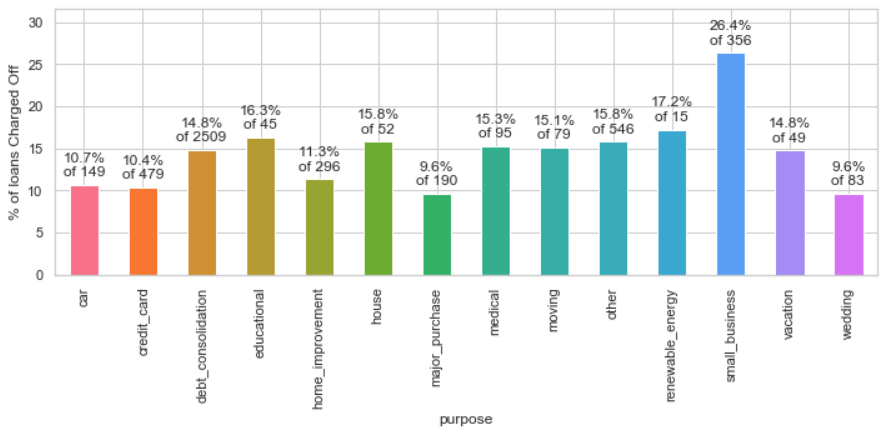 % of loans Charged Off
30
25
20
15
10
5
0
10.7%
of 149
10.4%
of 479
14.8%
of 2509
16.3%
of 45
11.3%
of 296
15.8%
of 52
9.6%
of 190
15.3%
of 95
15.1%
of 79
15.8%
of 546
17.2%
of 15
26.4%
of 356
14.8%
of 49
9.6%
of 83
car
credit_card
debt_consolidation
educational
home_improvement
house
major_purchase
medical
moving
other
renewable_energy
small_business
vacation
wedding
purpose